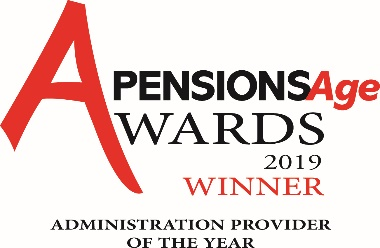 PENSIONSAge
AWARDS
2019
WINNER
ADMINISTRATION PROVIDER
OF THE YEAR